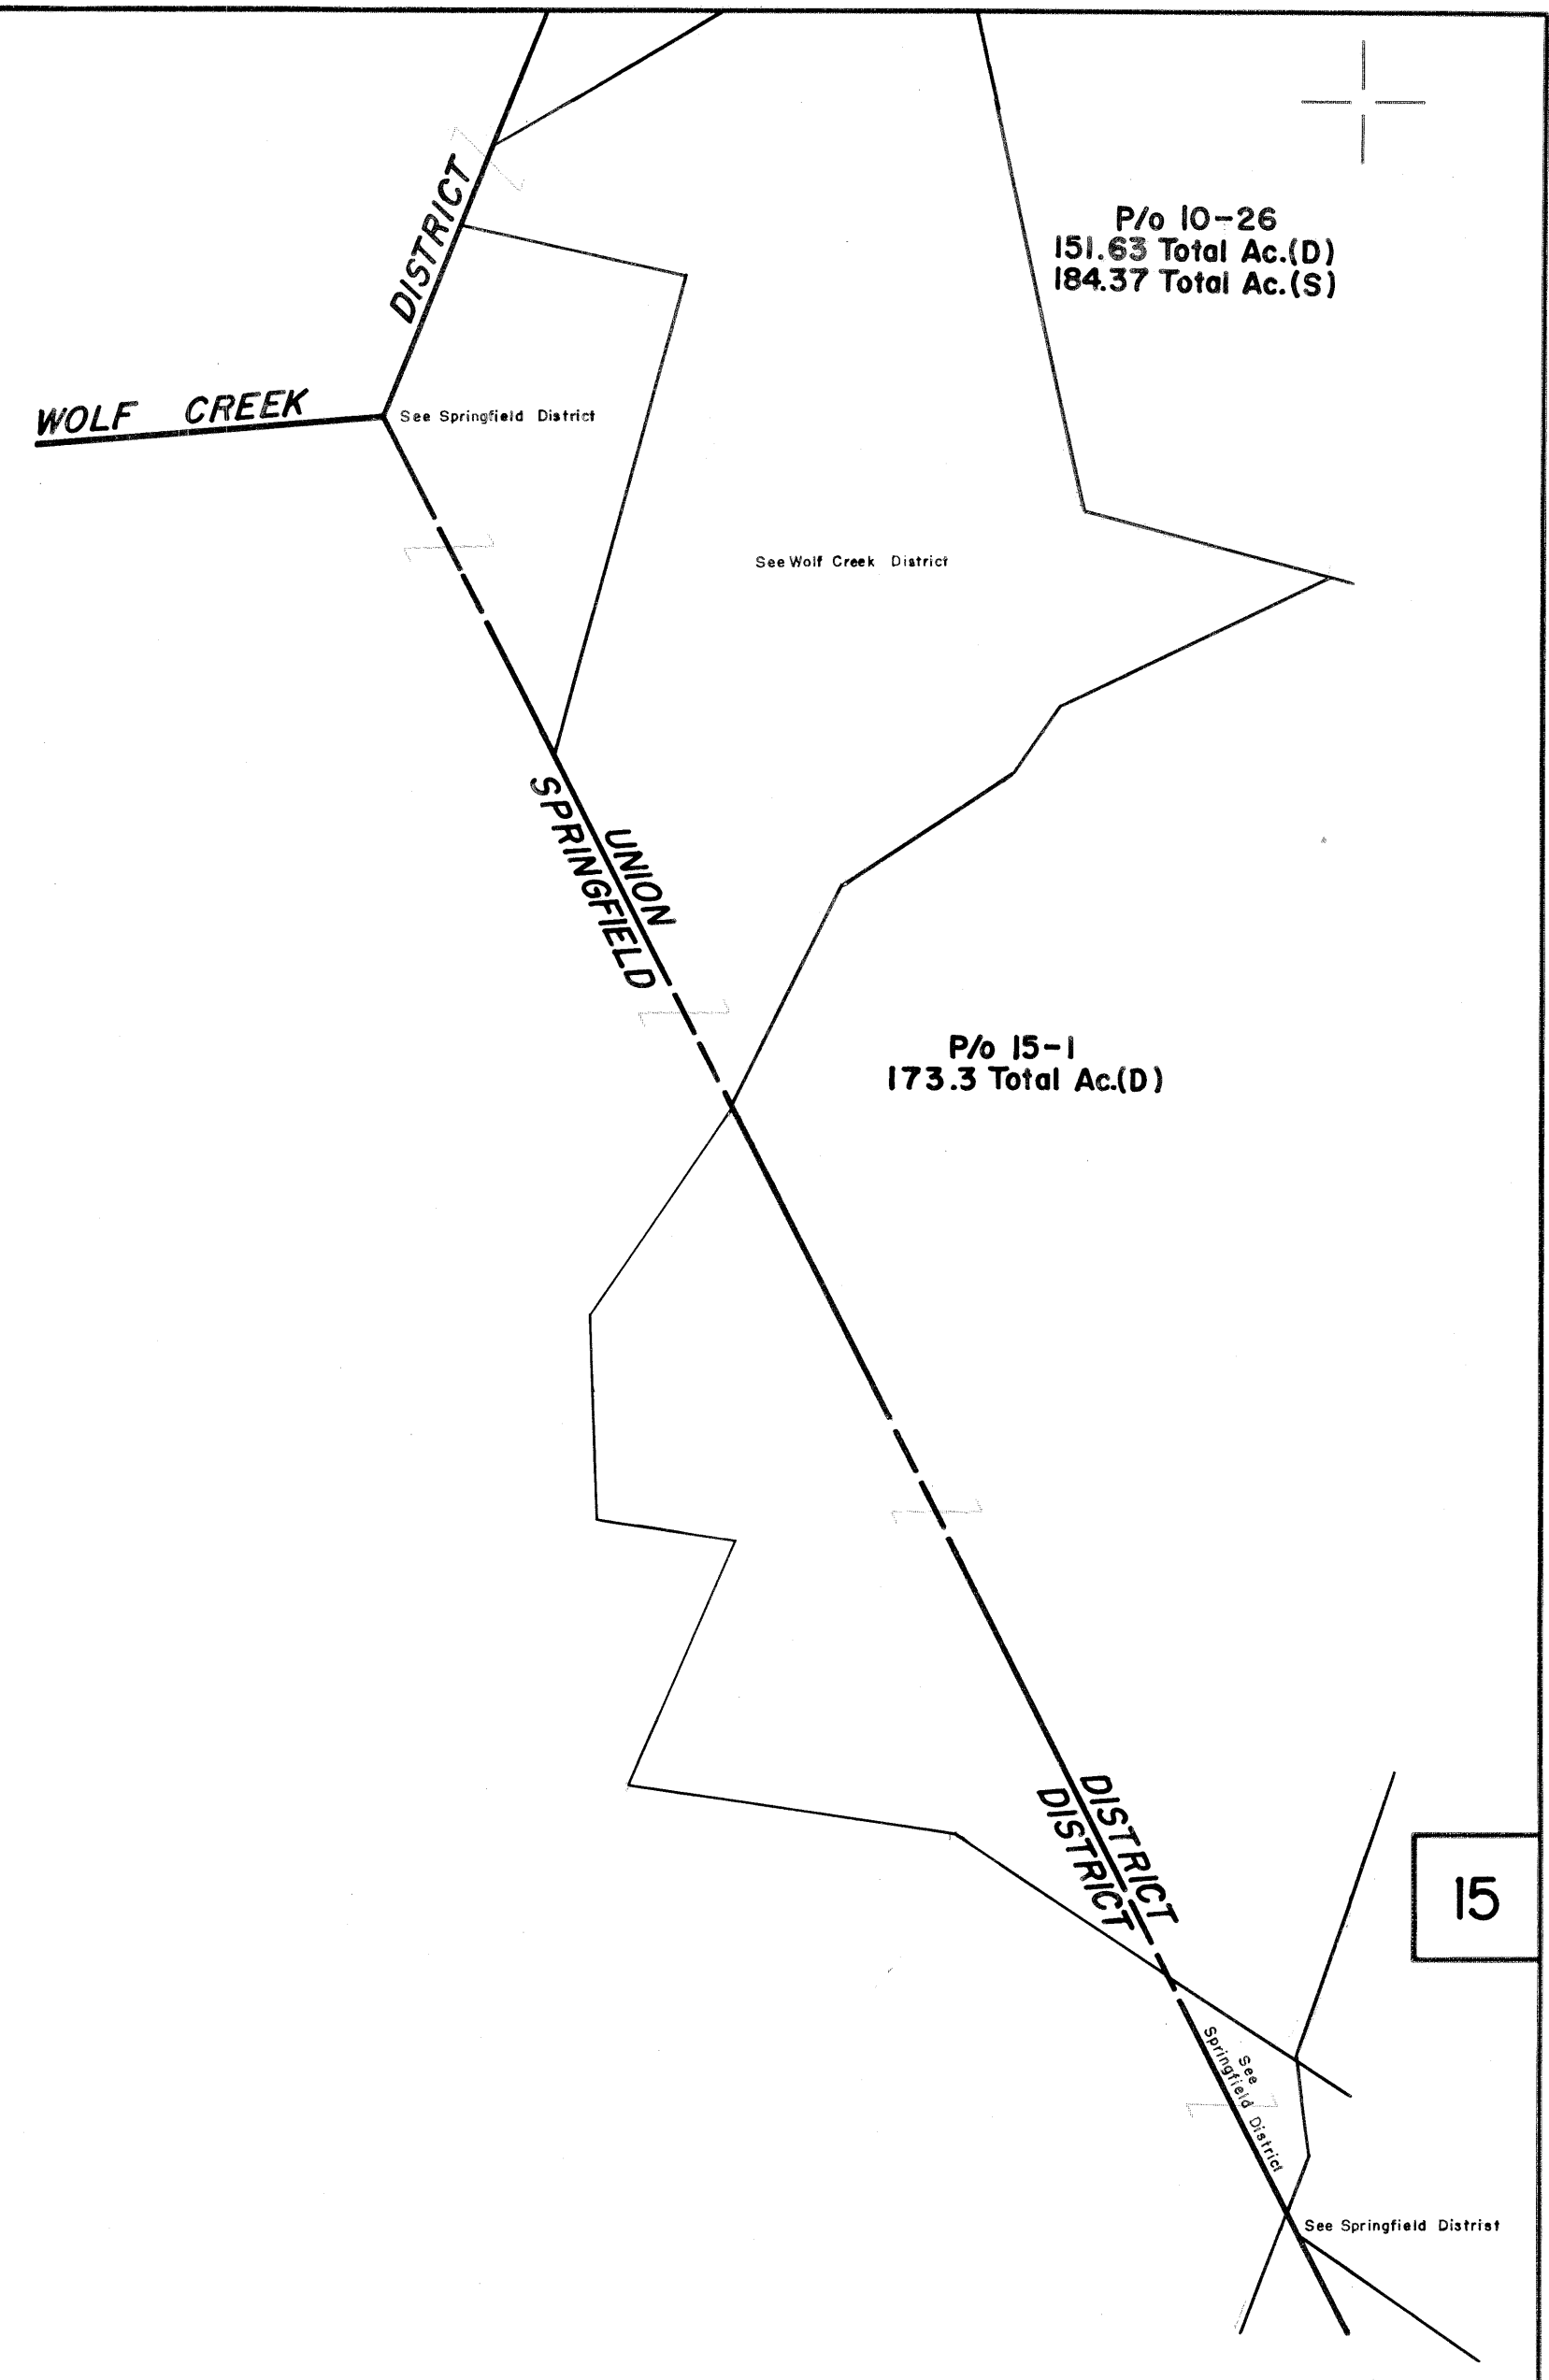 P/o 10-26
151.63 Total Ac.(D)
184.37 Total Ac.(S)
DISTRICT
WOLF CREEK
See Springfield District
See Wolf Creek District
UNION
SPRINGFIELD
P/o 15-1
173.3 Total Ac.(D)
DISTRICT
DISTRICT
15
See
Springfield District
See Springfield Distrist